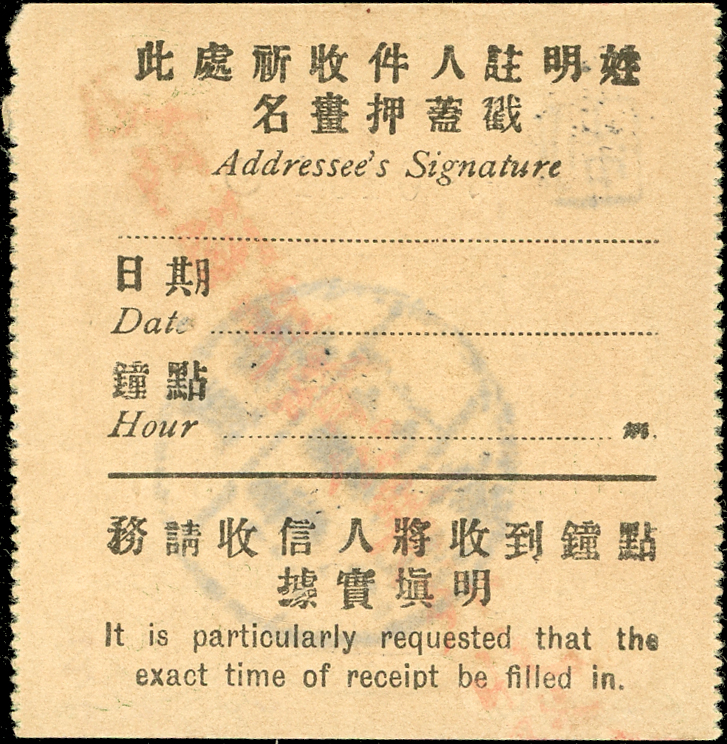 此處祈收件人註明姓
名畫押蓋戳
Addressee's Signature
日期
Date
鐘點
Hour m.
務請收信人將收到鐘點
據實填明
It is particularly requested that the
exact time of receipt be filled in.